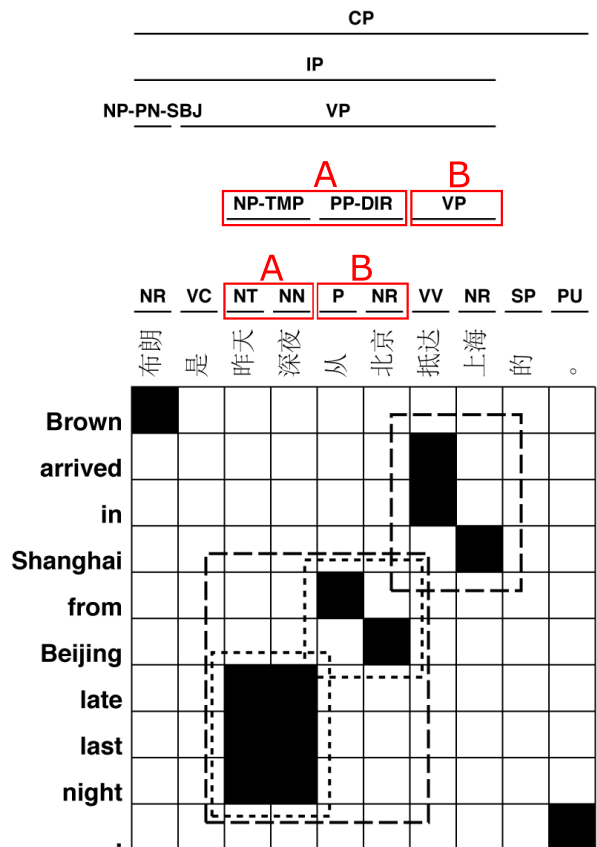 CP
IP
NP-PN-SBJ VP
A B
NP-TMP PP-DIR VP
A B
NR VC NT NN P NR VV NR SP PU
布朗 是 昨天 深夜 从 北京 抵达 上海 的 。
Brown
arrived
in
Shanghai
from
Beijing
late
last
night
.